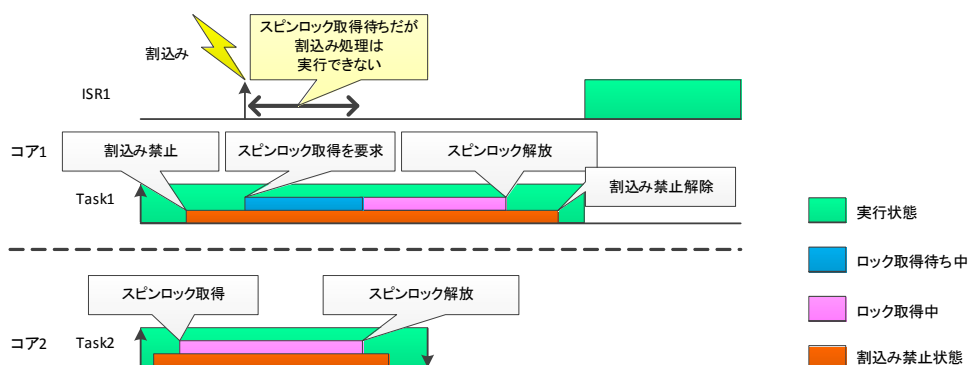 スピンロック取得待ちだが
割込み処理は
実行できない
割込み
ISR1
コア1
割込み禁止
スピンロック取得を要求
スピンロック解放
割込み禁止解除
Task1
実行状態
ロック取得待ち中
ロック取得中
割込み禁止状態
スピンロック取得
スピンロック解放
コア2
Task2